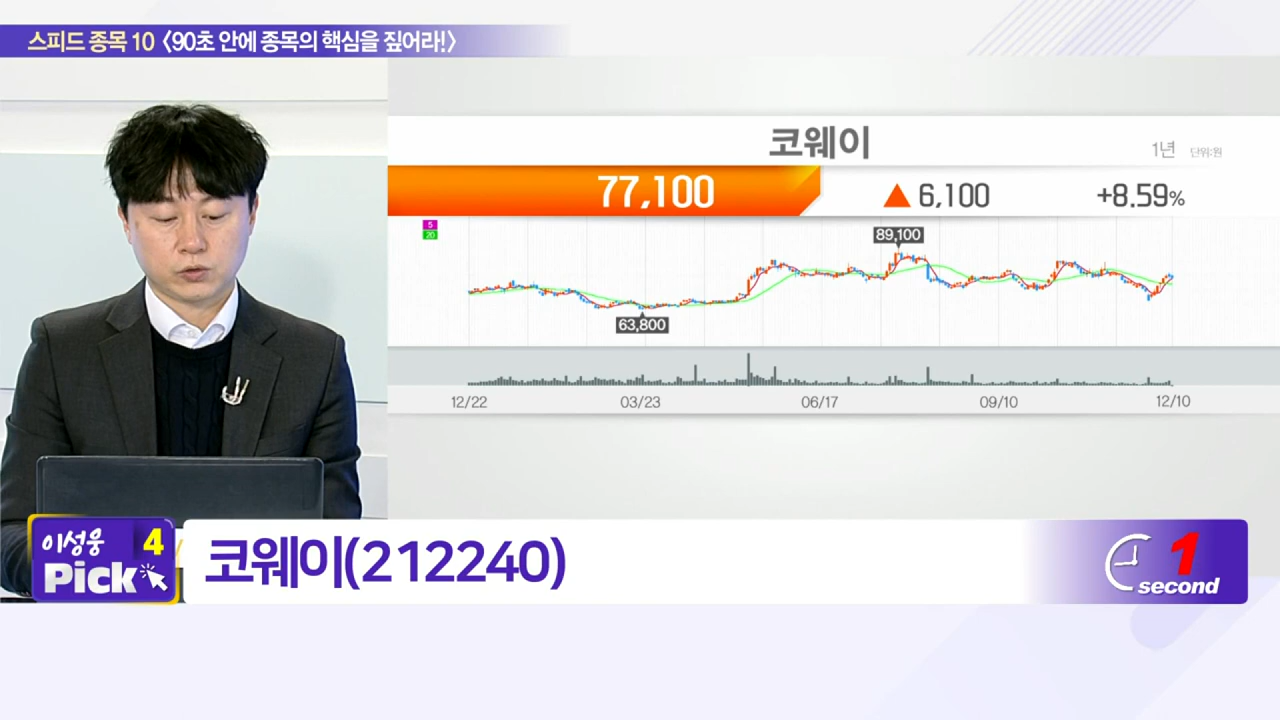 스피드 종목 10 〈90초 안에 종목의 핵심을 짚어라!〉
코웨이
1년 단위:원
77,100 ▲ 6,100 +8.59%
5
20
89,100
63,800
12/22 03/23 06/17 09/10 12/10
이성웅 4
Pick
코웨이(212240)
1
second